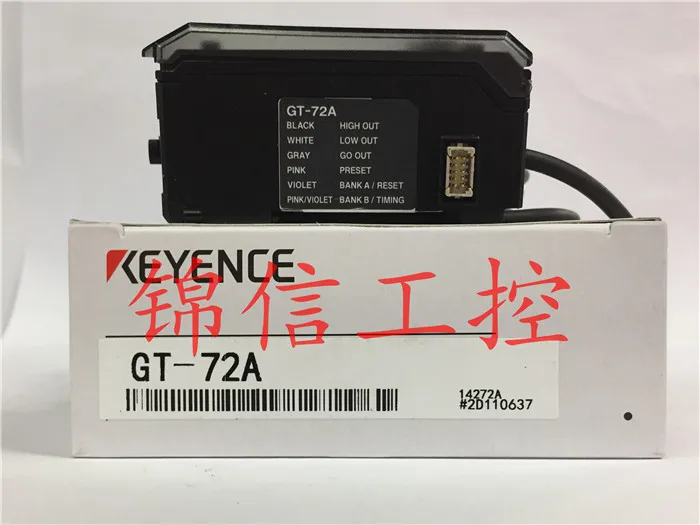 GT-72A
BLACK HIGH OUT
WHITE LOW OUT
GRAY GO OUT
PINK PRESET
VIOLET BANK A / RESET
PINK/VIOLET BANK B / TIMING
KEYENCE
锦信工控
GT-72A
14272A
#2D110637